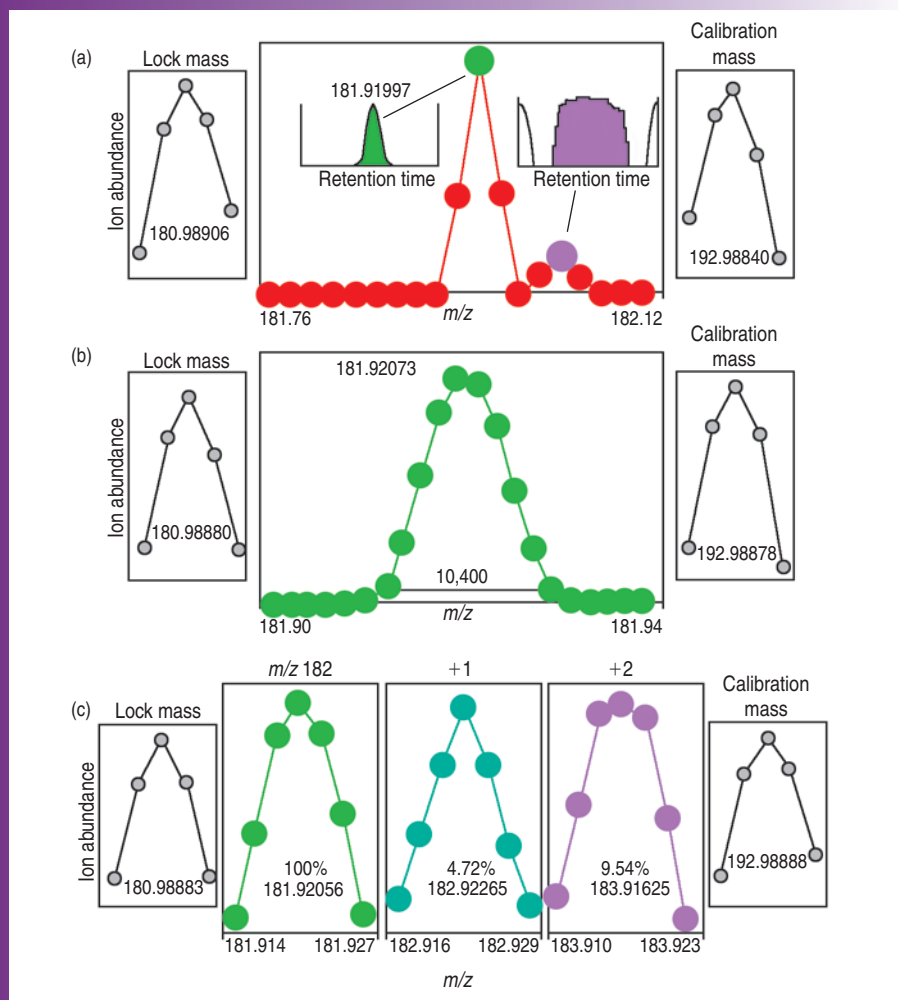 (a)
Lock mass
Calibration
mass
Ion abundance
180.98906
181.91997
Retention time
Retention time
192.98840
181.76
m/z
182.12
(b)
Lock mass
Calibration
mass
Ion abundance
180.98880
181.92073
10,400
192.98878
181.90
m/z
181.94
m/z 182
+1
+2
(c)
Lock mass
Calibration
mass
Ion abundance
180.98883
100%
181.92056
4.72%
182.92265
9.54%
183.91625
192.98888
181.914
181.927
182.916
182.929
183.910
183.923
m/z